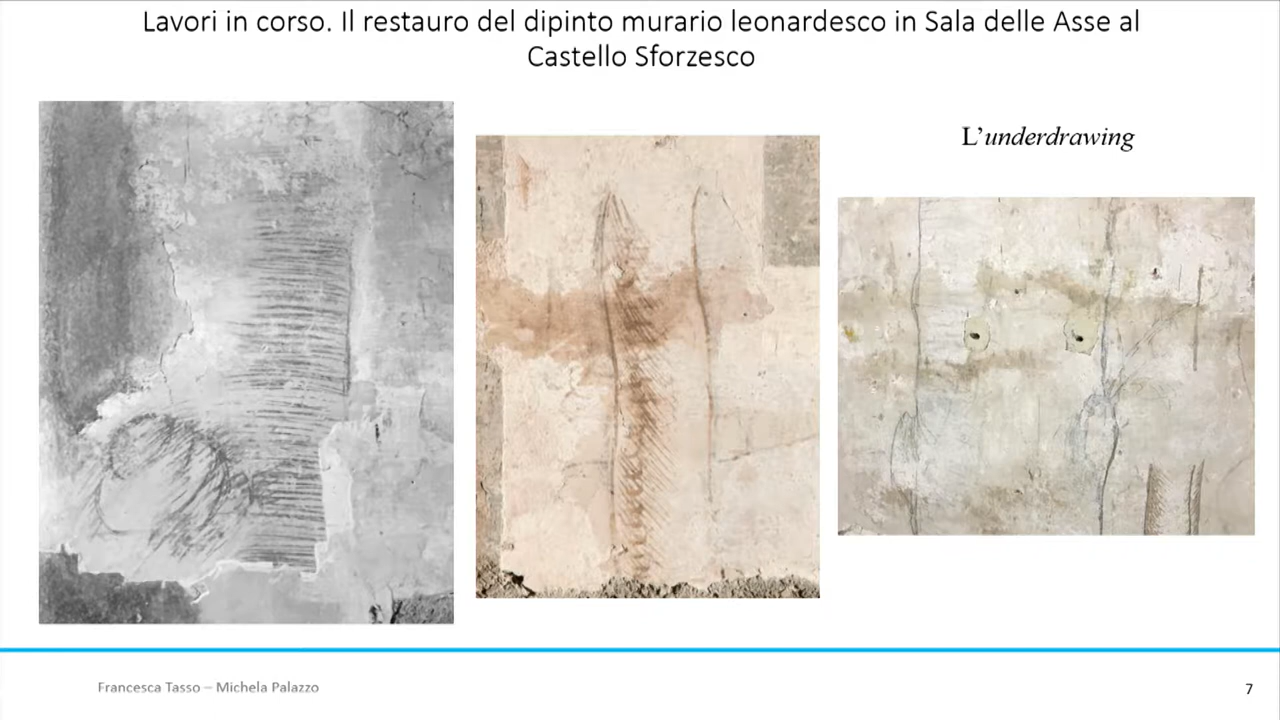 Lavori in corso. Il restauro del dipinto murario leonardesco in Sala delle Asse al
Castello Sforzesco
L'underdrawing
Francesca Tasso – Michela Palazzo
7